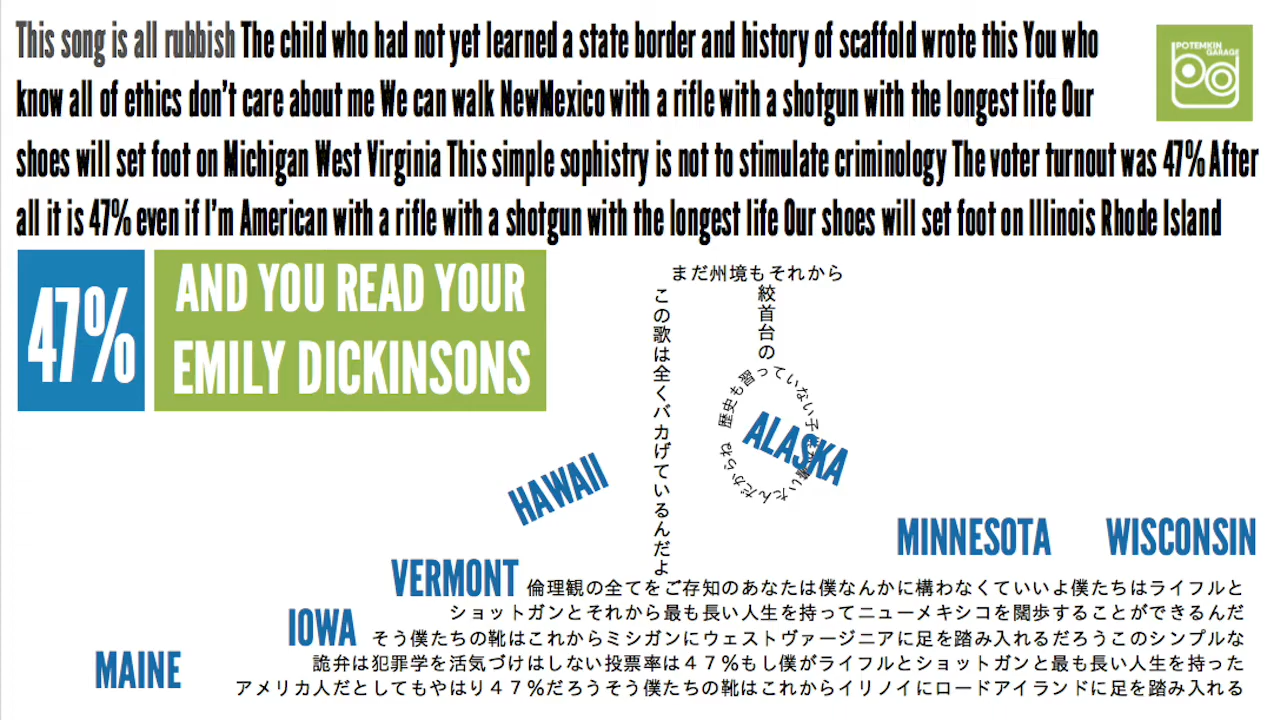 This song is all rubbish The child who had not yet learned a state border and history of scaffold wrote this You who
know all of ethics don't care about me We can walk NewMexico with a rifle with a shotgun with the longest life Our
shoes will set foot on Michigan West Virginia This simple sophistry is not to stimulate criminology The voter turnout was 47% After
all it is 47% even if I'm American with a rifle with a shotgun with the longest life Our shoes will set foot on Illinois Rhode Island
POTEMKIN
GARAGE
47%
AND YOU READ YOUR
EMILY DICKINSONS
この歌は全くバカげているんだよ
まだ州境もそれから
絞首台の
歴史も習っていない子
いたんだからね
ALASKA
HAWAII
MINNESOTA
WISCONSIN
VERMONT
IOWA
MAINE
倫理観の全てをご存知のあなたは僕なんかに構わなくていいよ僕たちはライフルと
ショットガンとそれから最も長い人生を持ってニューメキシコを闊歩することができるんだ
そう僕たちの靴はこれからミシガンにウェストヴァージニアに足を踏み入れるだろうこのシンプルな
詭弁は犯罪学を活気づけはしない投票率は４７％もし僕がライフルとショットガンと最も長い人生を持った
アメリカ人だとしてもやはり４７％だろうそう僕たちの靴はこれからイリノイにロードアイランドに足を踏み入れる